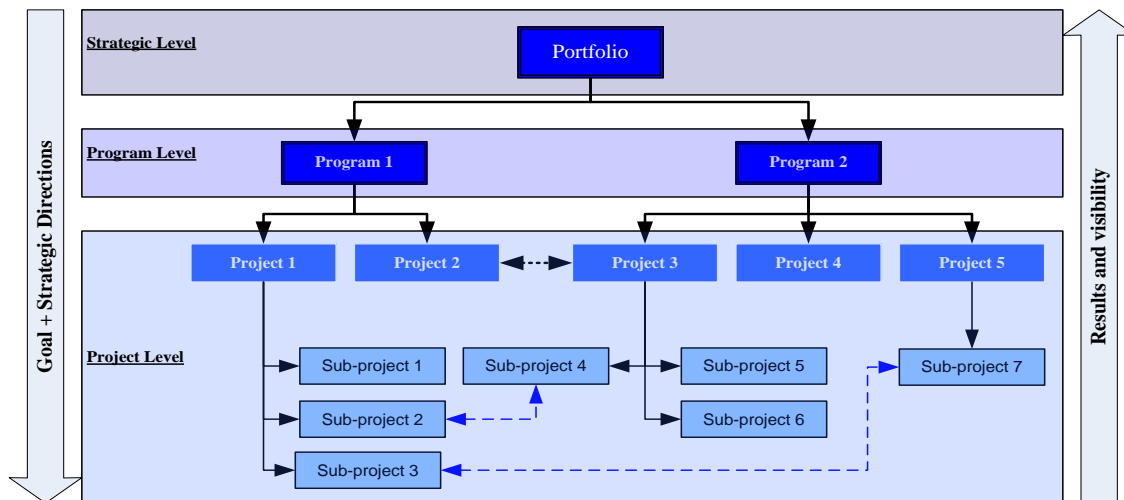 Strategic Level
Portfolio
Program Level
Program 1
Program 2
Goal + Strategic Directions
Results and visibility
Project 1
Project 2
Project 3
Project 4
Project 5
Project Level
Sub-project 1
Sub-project 4
Sub-project 5
Sub-project 7
Sub-project 2
Sub-project 6
Sub-project 3